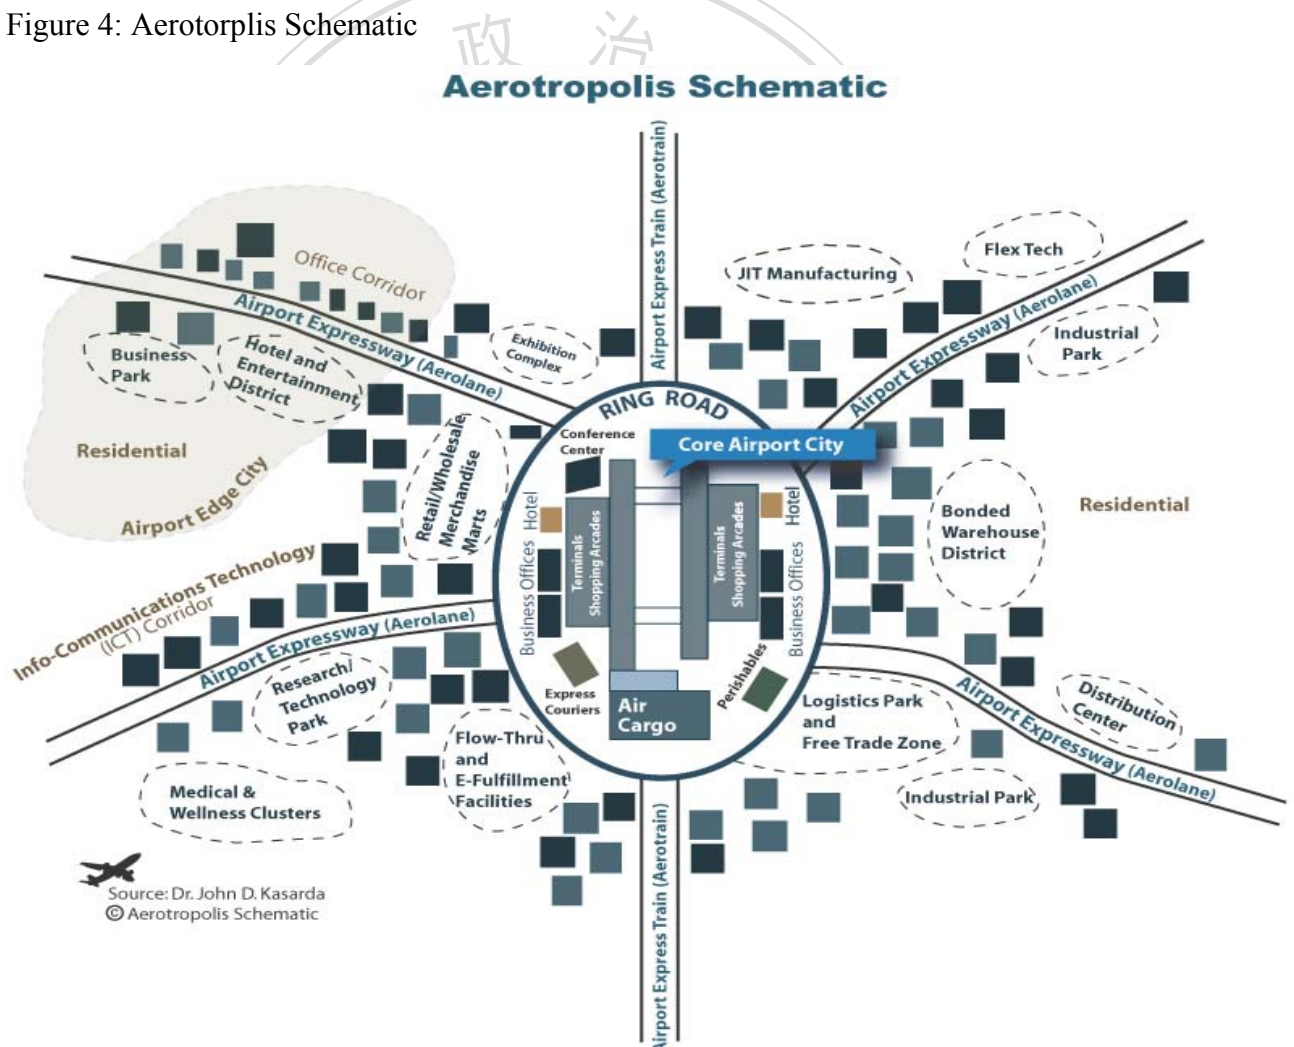 Figure 4: Aerotorplis Schematic
政 治
Aerotropolis Schematic
Airport Express Train (Aerotrain)
Office Corridor
Airport Expressway (Aerolane)
Business
Park
Hotel and
Entertainment
District
Exhibition
Complex
Residential
Airport Edge City
Retail/Wholesale
Merchandise
Marts
JIT Manufacturing
Flex Tech
Airport Expressway (Aerolane)
Industrial
Park
RING ROAD
Core Airport City
Conference
Center
Hotel
Business Offices
Terminals
Shopping Arcades
Terminals
Shopping Arcades
Hotel
Business Offices
Express
Couriers
Air
Cargo
Perishables
Bonded
Warehouse
District
Residential
Info-Communications Technology
(ICT) Corridor
Airport Expressway (Aerolane)
Research/
Technology
Park
Medical &
Wellness Clusters
Flow-Thru
and
E-Fulfillment
Facilities
Logistics Park
and
Free Trade Zone
Airport Expressway (Aerolane)
Distribution
Center
Industrial Park
Airport Express Train (Aerotrain)
Source: Dr. John D. Kasarda
© Aerotropolis Schematic